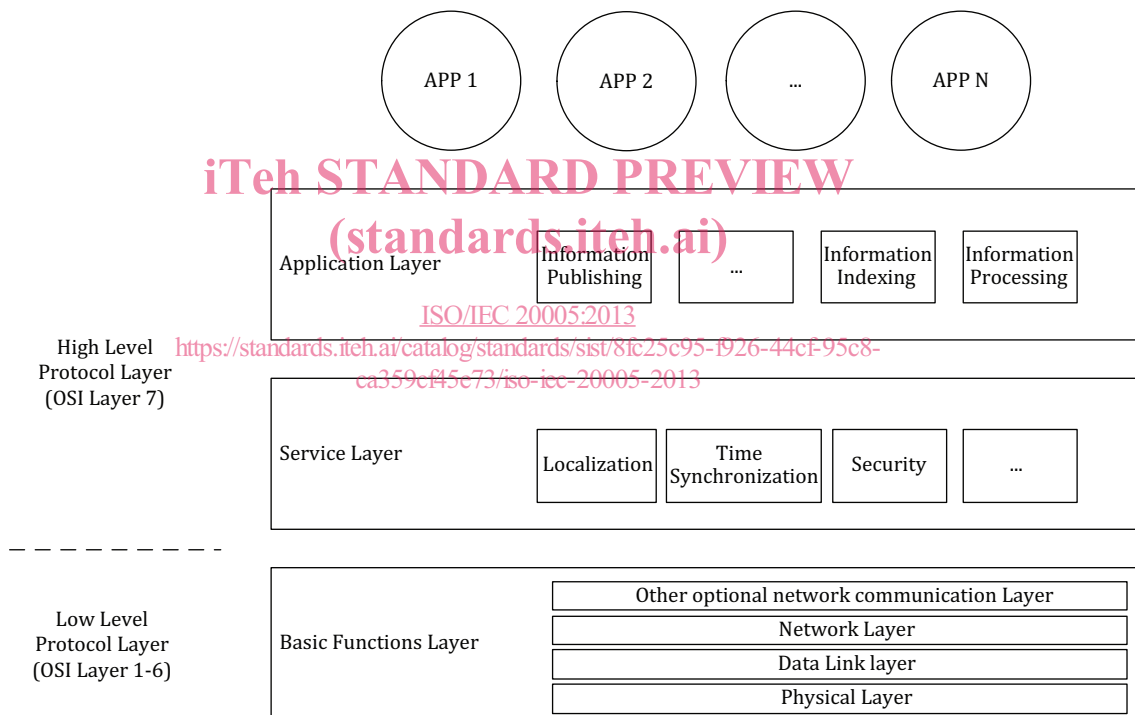 APP 1
APP 2
...
APP N
iTeh STANDARD PREVIEW
(standards.iteh.ai)
Application Layer
Information
Publishing
...
Information
Indexing
Information
Processing
ISO/IEC 20005:2013
https://standards.iteh.ai/catalog/standards/sist/8fc25c95-f926-44cf-95c8-
ca359cf45e73/iso-iec-20005-2013
High Level
Protocol Layer
(OSI Layer 7)
Service Layer
Localization
Time
Synchronization
Security
...
Low Level
Protocol Layer
(OSI Layer 1-6)
Basic Functions Layer
Other optional network communication Layer
Network Layer
Data Link layer
Physical Layer